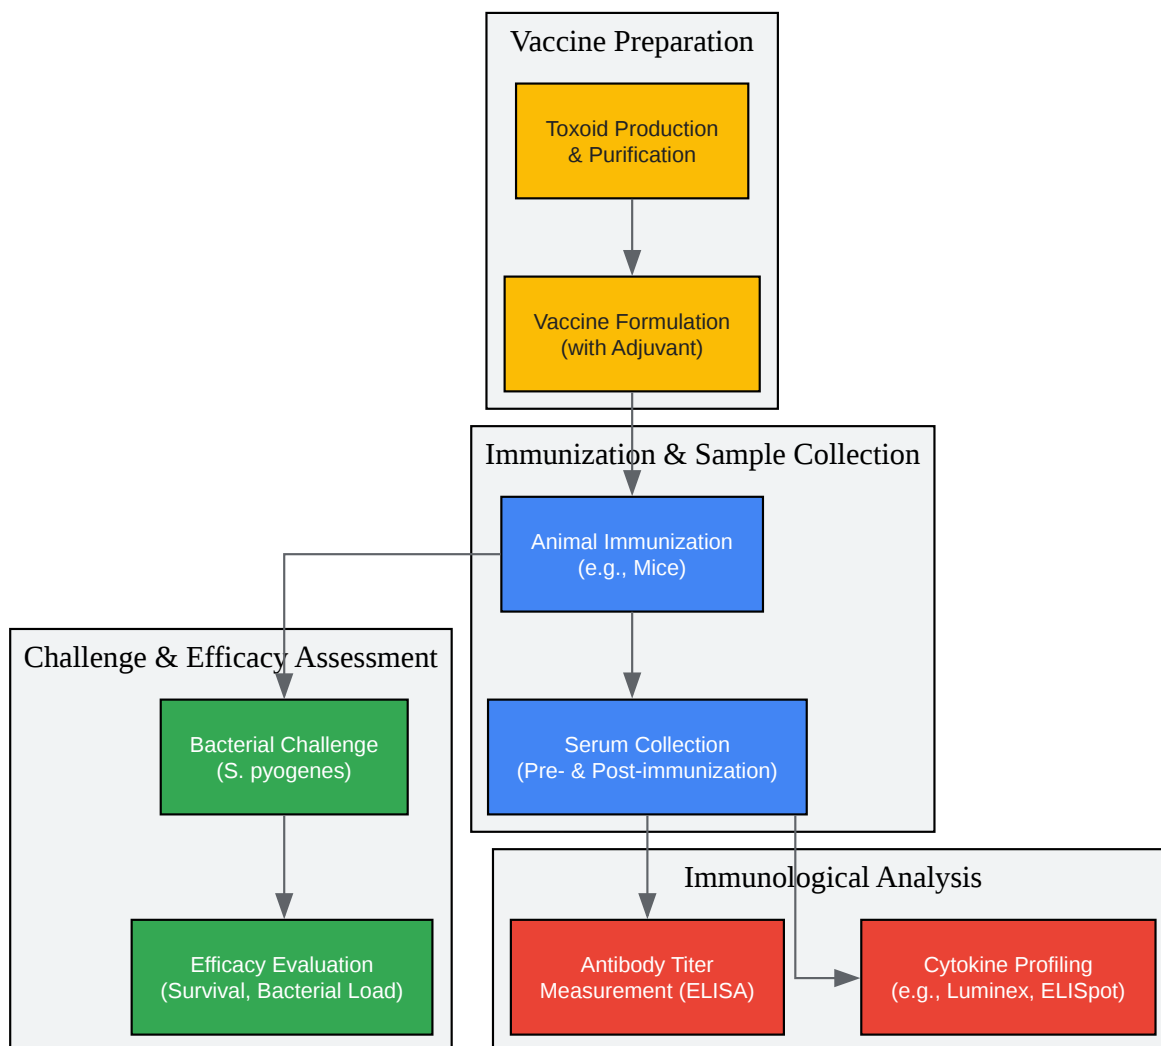 Vaccine Preparation
Toxoid Production
& Purification
Vaccine Formulation
(with Adjuvant)
Immunization & Sample Collection
Animal Immunization
(e.g., Mice)
Challenge & Efficacy Assessment
Bacterial Challenge
(S. pyogenes)
Serum Collection
(Pre- & Post-immunization)
Immunological Analysis
Efficacy Evaluation
(Survival, Bacterial Load)
Antibody Titer
Measurement (ELISA)
Cytokine Profiling
(e.g., Luminex, ELISpot)